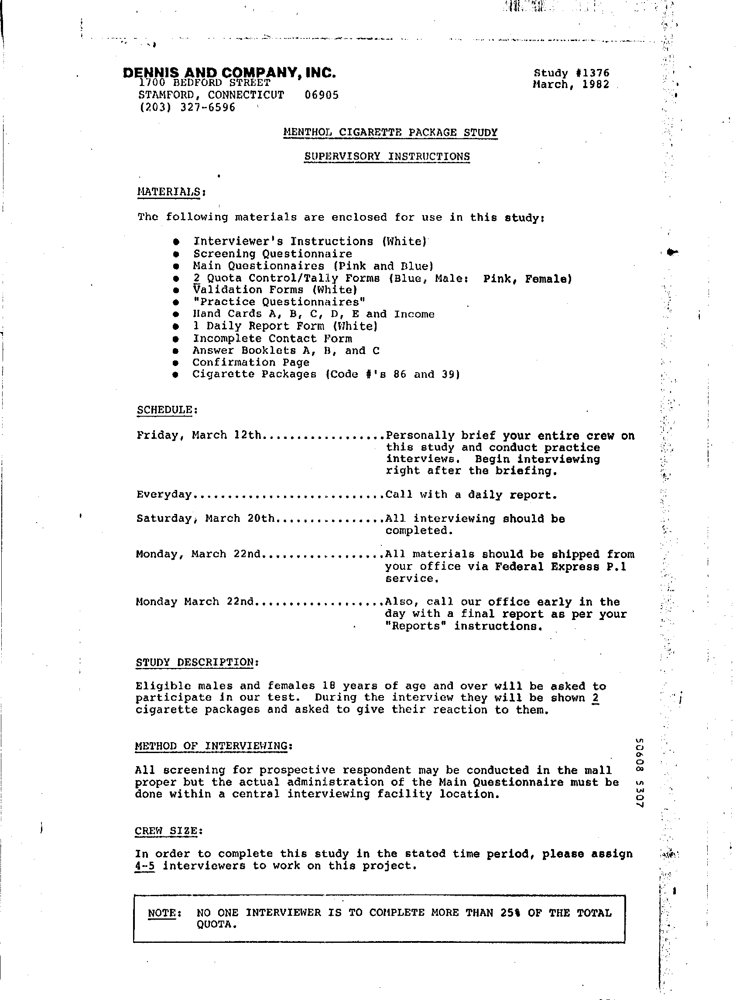 DENNIS AND COMPANY, INC.
1700 BEDFORD STREET
STAMFORD, CONNECTICUT 06905
(203) 327-6596
Study #1376
March, 1982
MENTHOL CIGARETTE PACKAGE STUDY
SUPERVISORY INSTRUCTIONS
MATERIALS:
The following materials are enclosed for use in this study:
● Interviewer's Instructions (White)
● Screening Questionnaire
● Main Questionnaires (Pink and Blue)
● 2 Quota Control/Tally Forms (Blue, Male: Pink, Female)
● Validation Forms (White)
● "Practice Questionnaires"
● Hand Cards A, B, C, D, E and Income
● 1 Daily Report Form (White)
● Incomplete Contact Form
● Answer Booklets A, B, and C
● Confirmation Page
● Cigarette Packages (Code #'s 86 and 39)
SCHEDULE:
Friday, March 12th..................Personally brief your entire crew on
this study and conduct practice
interviews. Begin interviewing
right after the briefing.
Everyday............................Call with a daily report.
Saturday, March 20th................All interviewing should be
completed.
Monday, March 22nd..................All materials should be shipped from
your office via Federal Express P.1
service.
Monday March 22nd...................Also, call our office early in the
day with a final report as per your
"Reports" instructions.
STUDY DESCRIPTION:
Eligible males and females 18 years of age and over will be asked to
participate in our test. During the interview they will be shown 2
cigarette packages and asked to give their reaction to them.
METHOD OF INTERVIEWING:
All screening for prospective respondent may be conducted in the mall
proper but the actual administration of the Main Questionnaire must be
done within a central interviewing facility location.
CREW SIZE:
In order to complete this study in the stated time period, please assign
4-5 interviewers to work on this project.
NOTE: NO ONE INTERVIEWER IS TO COMPLETE MORE THAN 25% OF THE TOTAL
QUOTA.
50608 5307